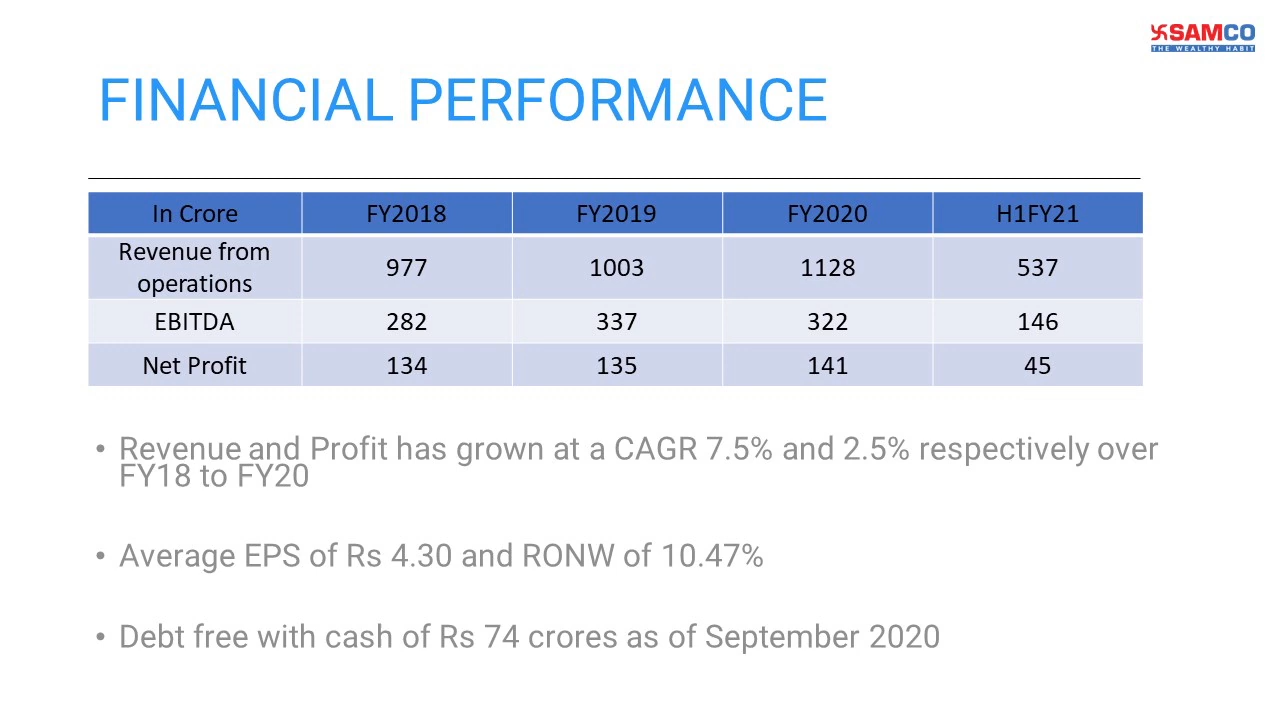 SAMCO
THE WEALTHY HABIT
FINANCIAL PERFORMANCE
In Crore FY2018 FY2019 FY2020 H1FY21
Revenue from
operations 977 1003 1128 537
EBITDA 282 337 322 146
Net Profit 134 135 141 45
• Revenue and Profit has grown at a CAGR 7.5% and 2.5% respectively over
FY18 to FY20
• Average EPS of Rs 4.30 and RONW of 10.47%
• Debt free with cash of Rs 74 crores as of September 2020